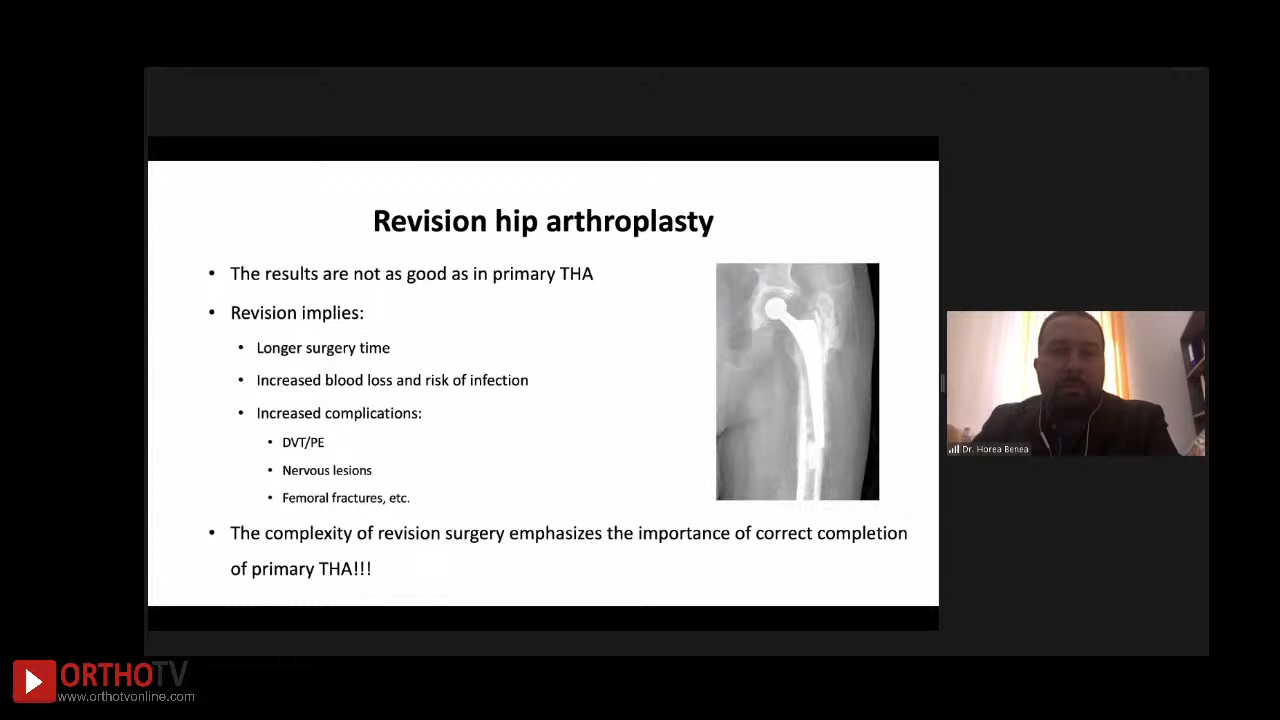 Revision hip arthroplasty
• The results are not as good as in primary THA
• Revision implies:
• Longer surgery time
• Increased blood loss and risk of infection
• Increased complications:
• DVT/PE
• Nervous lesions
• Femoral fractures, etc.
• The complexity of revision surgery emphasizes the importance of correct completion
of primary THA!!!
Dr. Horea Benea
ORTHOTV
www.orthotvonline.com